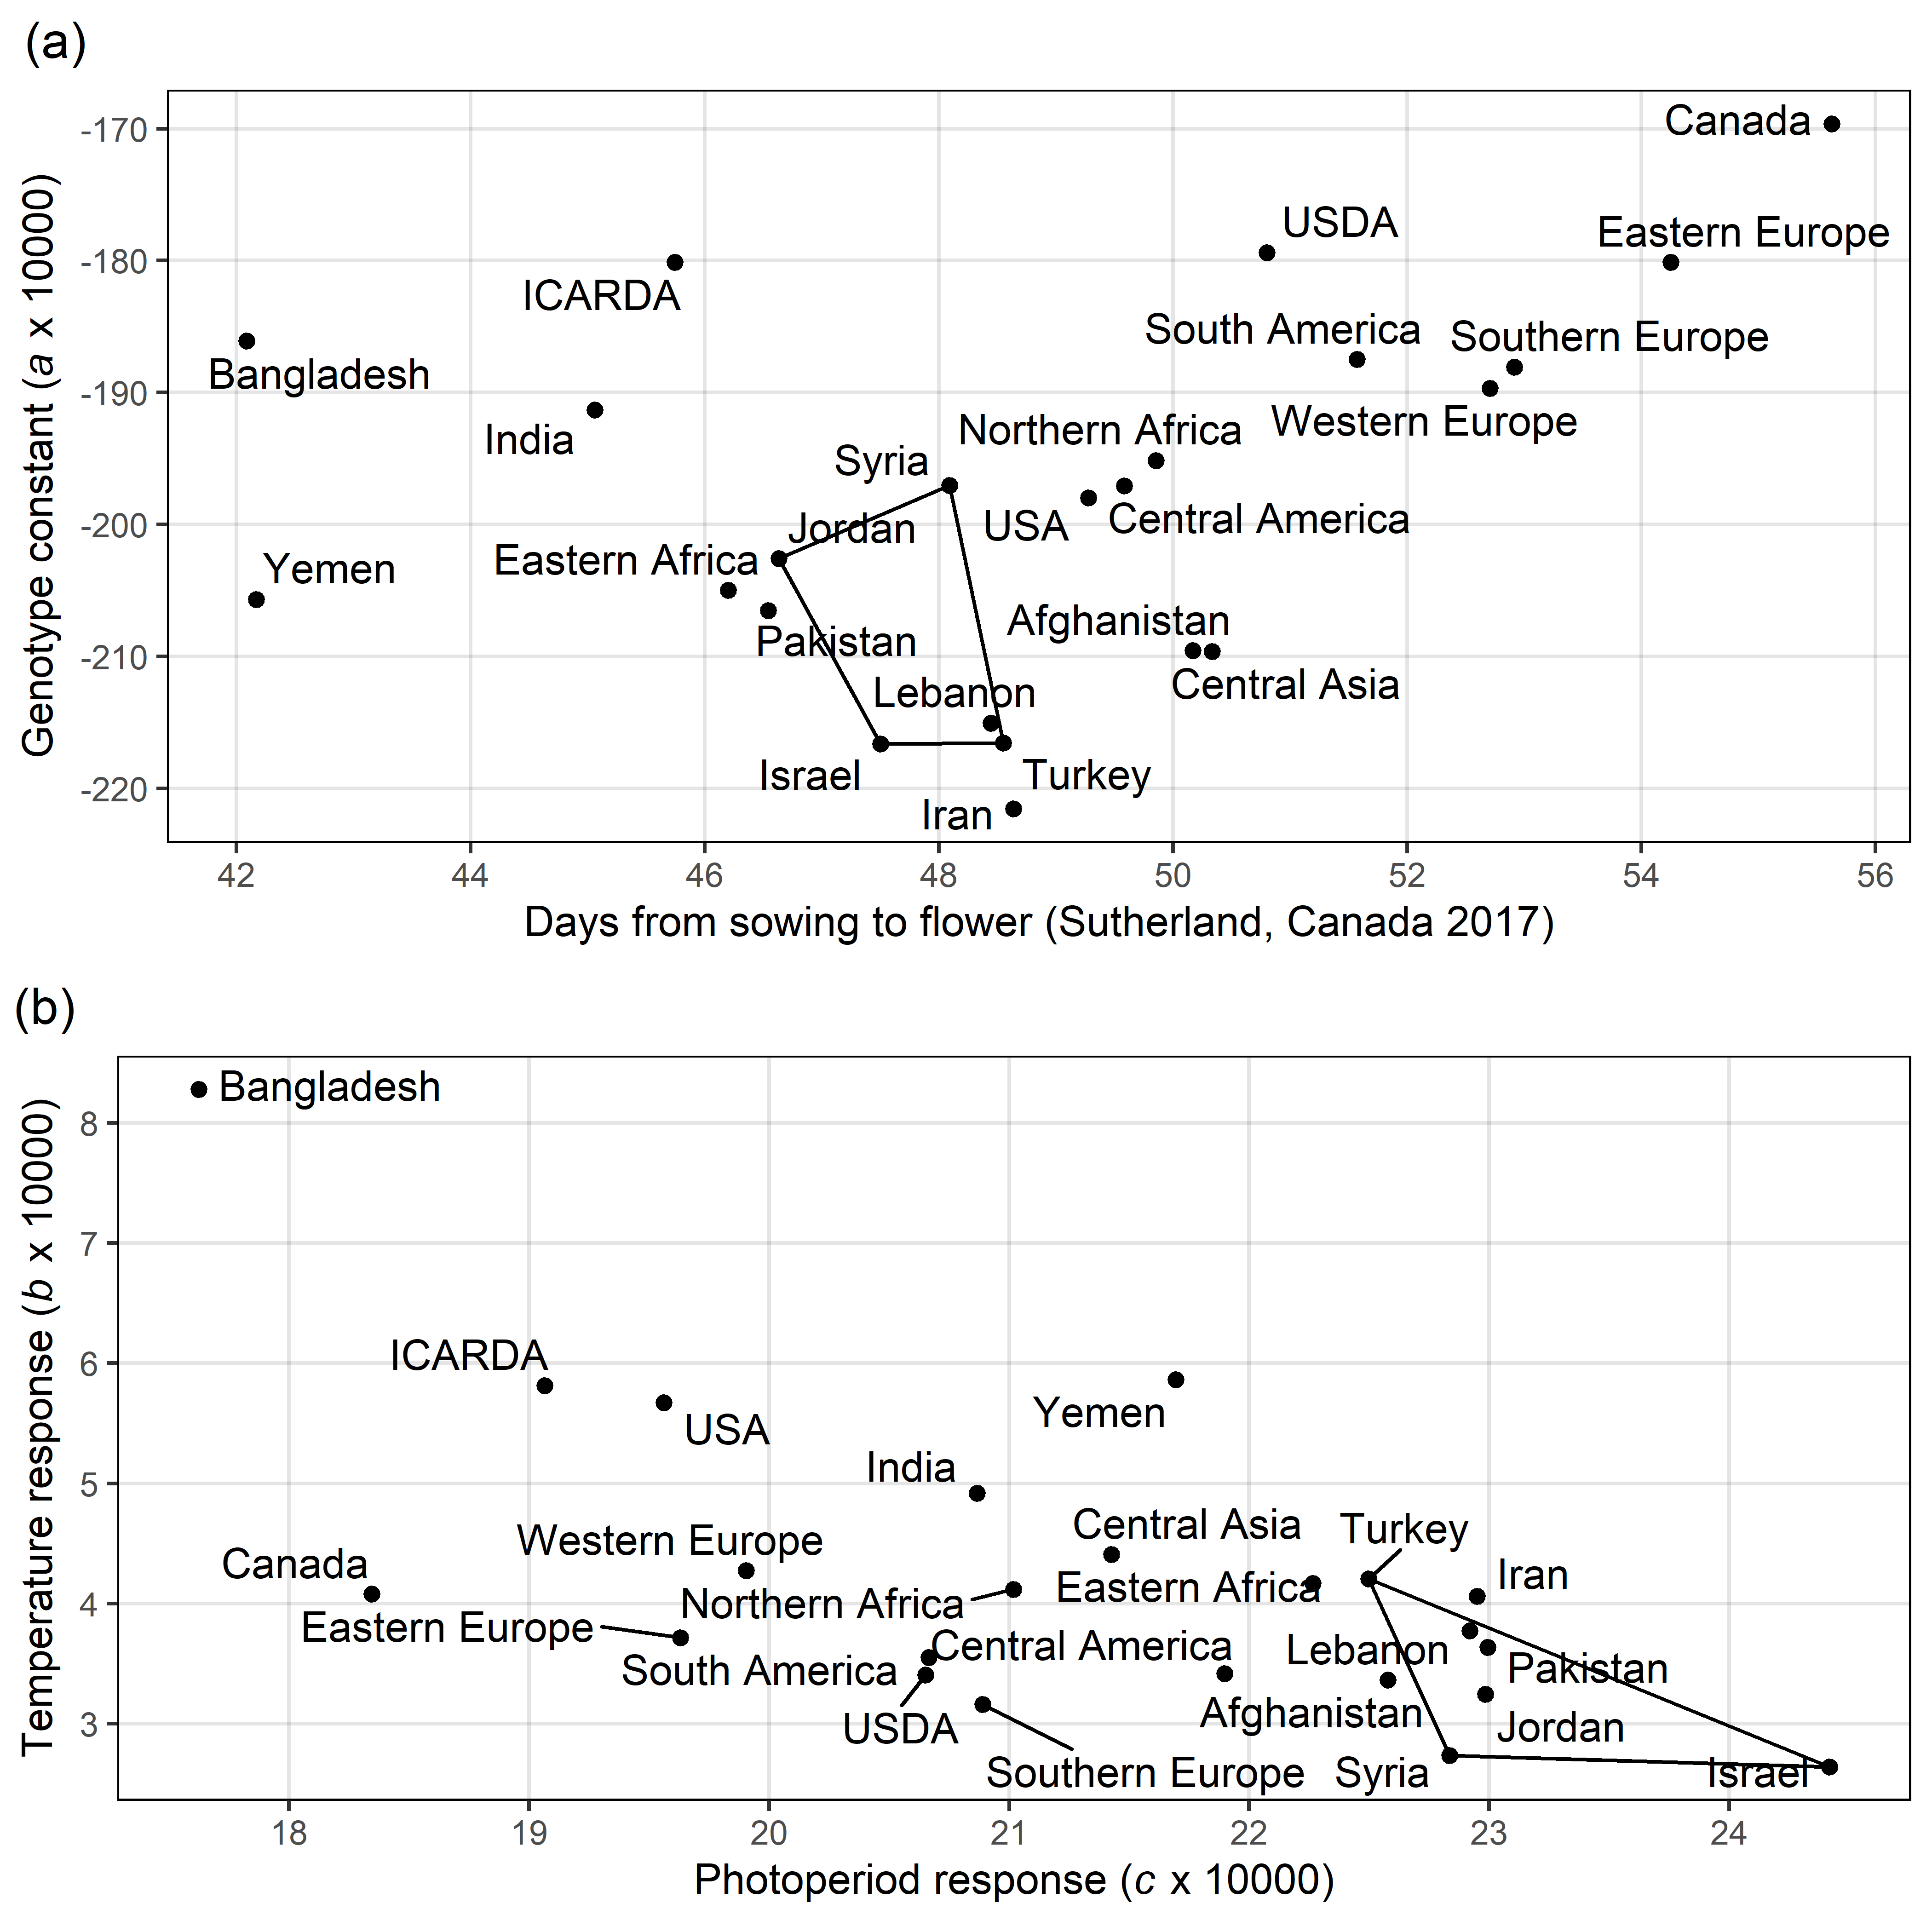 (a)
Canada
-170
USDA
Eastern Europe
-180
ICARDA
South America
Southern Europe
Bangladesh
-190
Western Europe
India
Northern Africa
Syria
-200
Jordan
USA
Central America
Eastern Africa
Yemen
Afghanistan
Pakistan
-210
Central Asia
Lebanon
Israel
Turkey
-220
Iran
Genotype constant (a x 10000)
42
44
46
48
50
52
54
56
Days from sowing to flower (Sutherland, Canada 2017)
(b)
Bangladesh
8
7
ICARDA
6
Yemen
USA
India
5
Central Asia
Turkey
Western Europe
Canada
Iran
Eastern Africa
4
Northern Africa
Eastern Europe
Central America
Lebanon
South America
Pakistan
Afghanistan
3
USDA
Jordan
Southern Europe
Syria
Israel
Temperature response (b x 10000)
18
19
20
21
22
23
24
Photoperiod response (c x 10000)